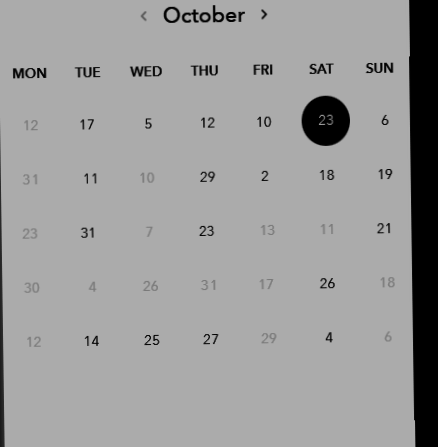 ‹ October ›
MON TUE WED THU FRI SAT SUN
12 17 5 12 10 23 6
31 11 10 29 2 18 19
23 31 7 23 13 11 21
30 4 26 31 17 26 18
12 14 25 27 29 4 6